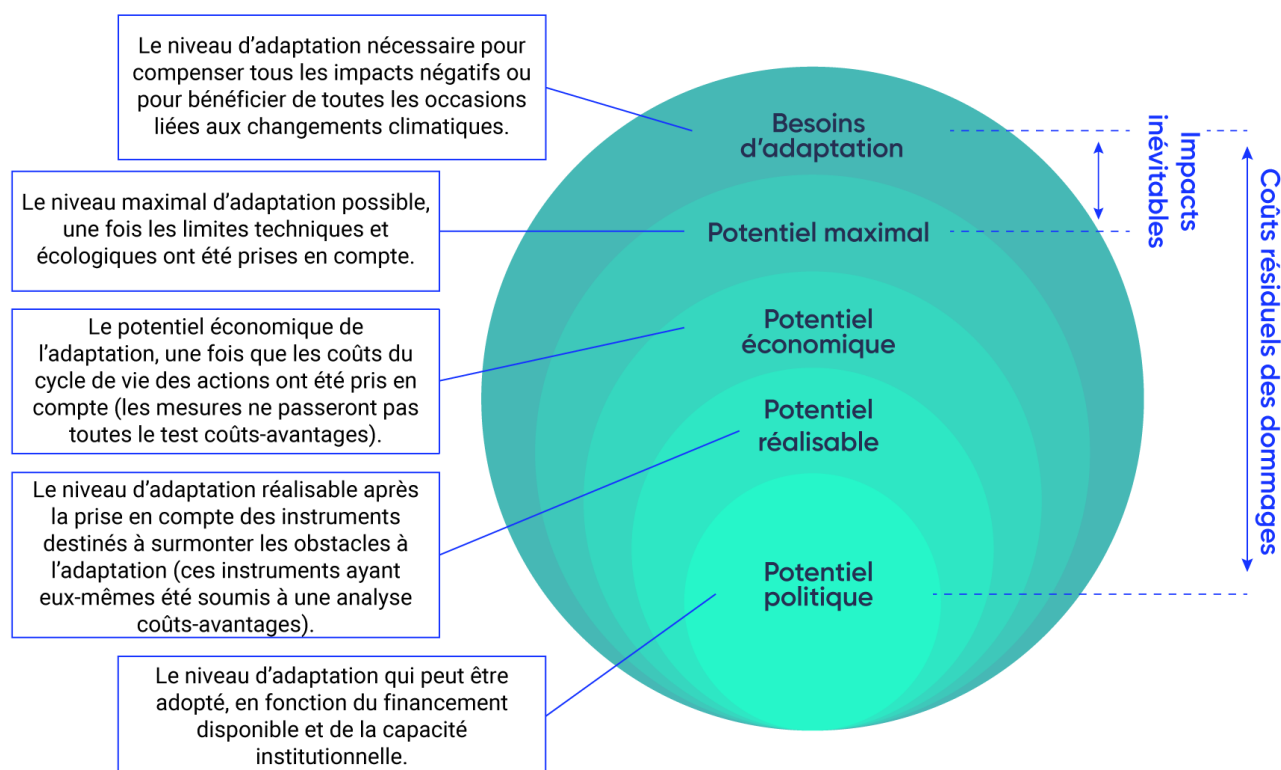 Le niveau d'adaptation nécessaire pour
compenser tous les impacts négatifs ou
pour bénéficier de toutes les occasions
liées aux changements climatiques.
Le niveau maximal d'adaptation possible,
une fois les limites techniques et
écologiques ont été prises en compte.
Le potentiel économique de
l'adaptation, une fois que les coûts du
cycle de vie des actions ont été pris en
compte (les mesures ne passeront pas
toutes le test coûts-avantages).
Le niveau d'adaptation réalisable après
la prise en compte des instruments
destinés à surmonter les obstacles à
l'adaptation (ces instruments ayant
eux-mêmes été soumis à une analyse
coûts-avantages).
Le niveau d'adaptation qui peut être
adopté, en fonction du financement
disponible et de la capacité
institutionnelle.
Besoins
d'adaptation
Potentiel maximal
Potentiel
économique
Potentiel
réalisable
Potentiel
politique
Impacts
inévitables
Coûts résiduels des dommages